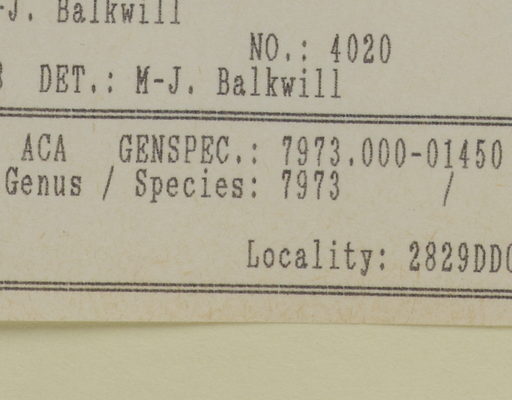 -J. Balkwill
NO.: 4020
DET.: M-J. Balkwill
ACA GENSPEC.: 7973.000-01450
Genus / Species: 7973 /
Locality: 2829DD